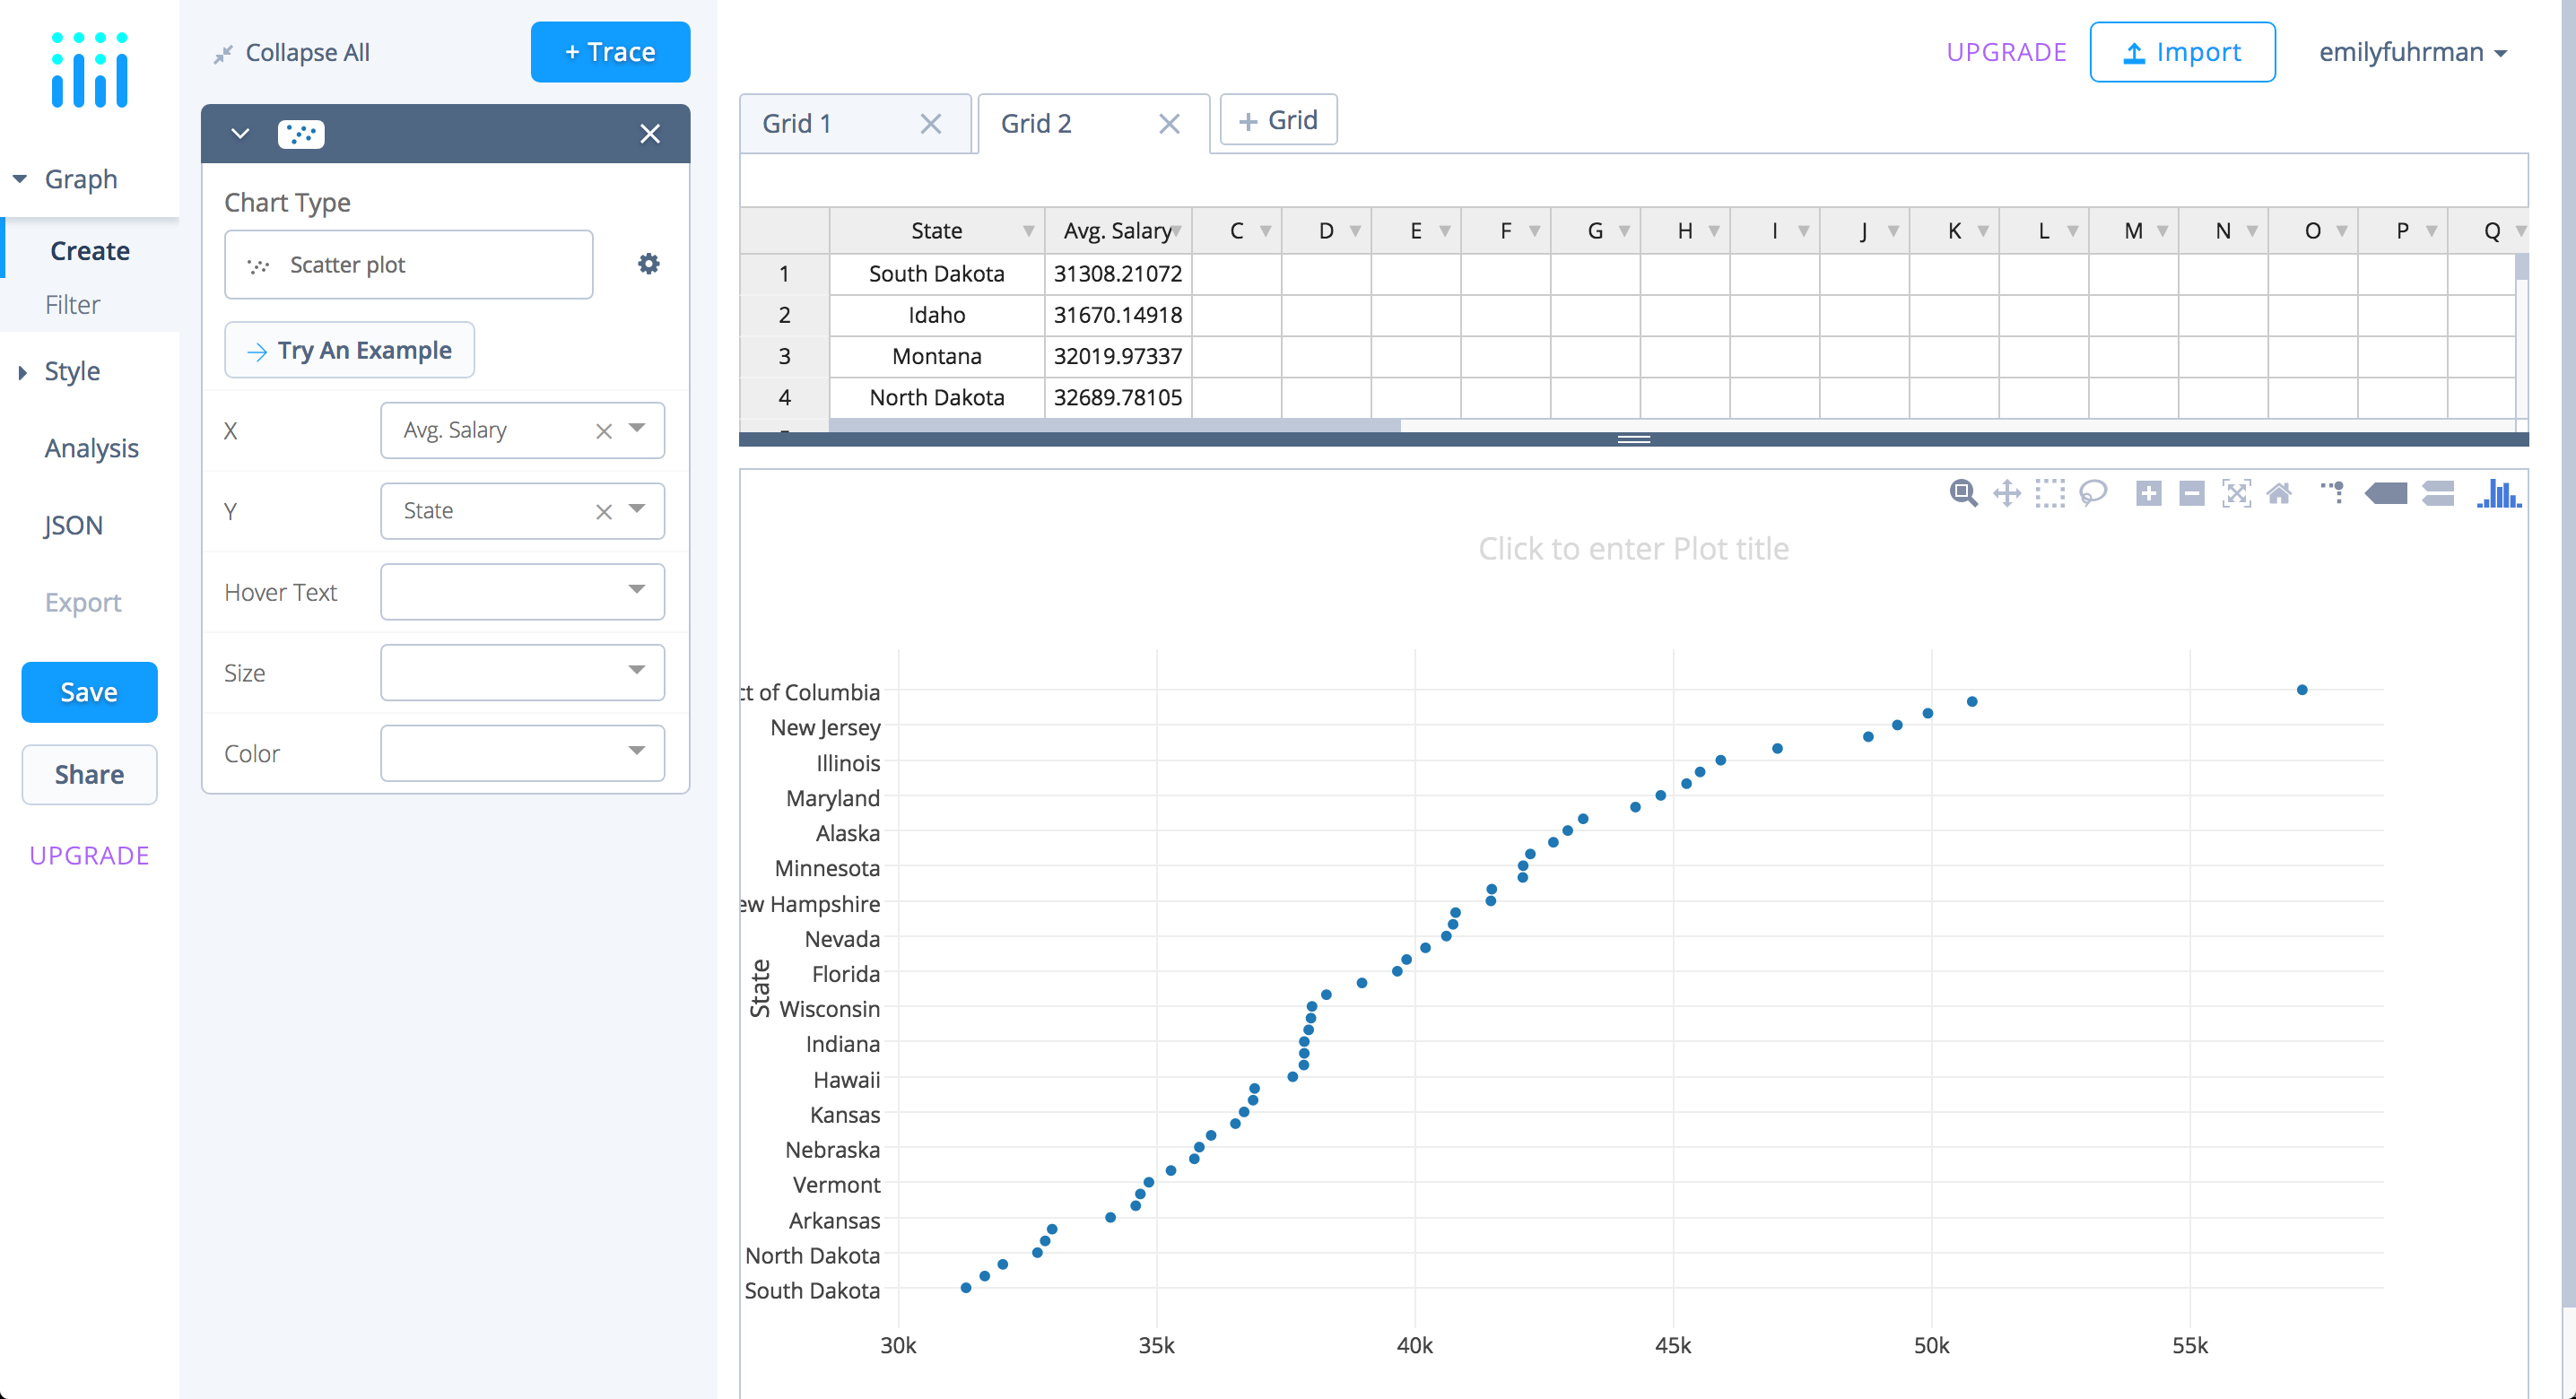 Collapse All
+ Trace
UPGRADE
Import
emilyfuhrman
Graph
Create
Filter
Style
Analysis
JSON
Export
Save
Share
UPGRADE
Chart Type
Scatter plot
Try An Example
X
Avg. Salary
Y
State
Hover Text
Size
Color
Grid 1
Grid 2
+ Grid
State Avg. Salary C D E F G H I J K L M N O P Q
1 South Dakota 31308.21072
2 Idaho 31670.14918
3 Montana 32019.97337
4 North Dakota 32689.78105
Click to enter Plot title
ct of Columbia
New Jersey
Illinois
Maryland
Alaska
Minnesota
ew Hampshire
Nevada
Florida
Wisconsin
Indiana
Hawaii
Kansas
Nebraska
Vermont
Arkansas
North Dakota
South Dakota
State
30k 35k 40k 45k 50k 55k